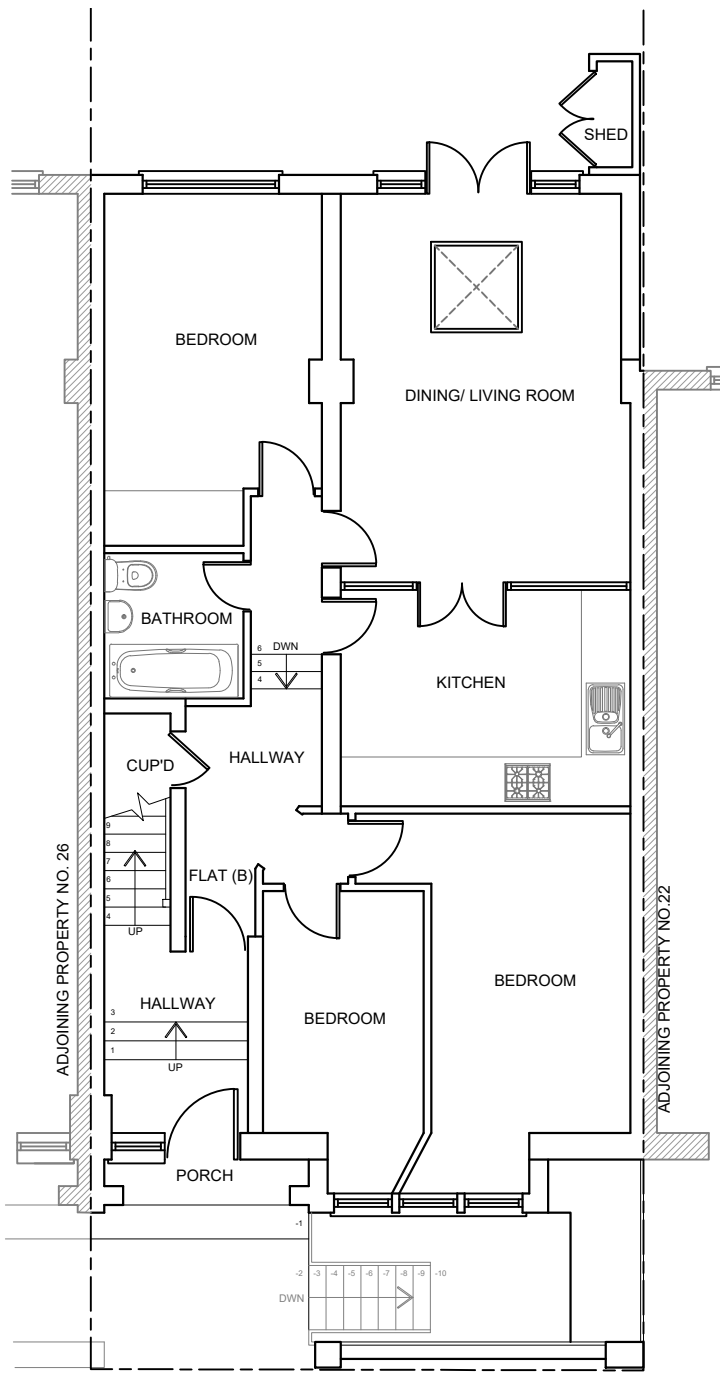 SHED
BEDROOM
DINING/ LIVING ROOM
BATHROOM
6 DWN
5
4
KITCHEN
HALLWAY
CUP'D
9
8
7
6
5
4
UP
FLAT (B)
ADJOINING PROPERTY NO. 26
ADJOINING PROPERTY NO.22
BEDROOM
HALLWAY
BEDROOM
3
2
1
UP
PORCH
-1
-2 -3 -4 -5 -6 -7 -8 -9 -10
DWN